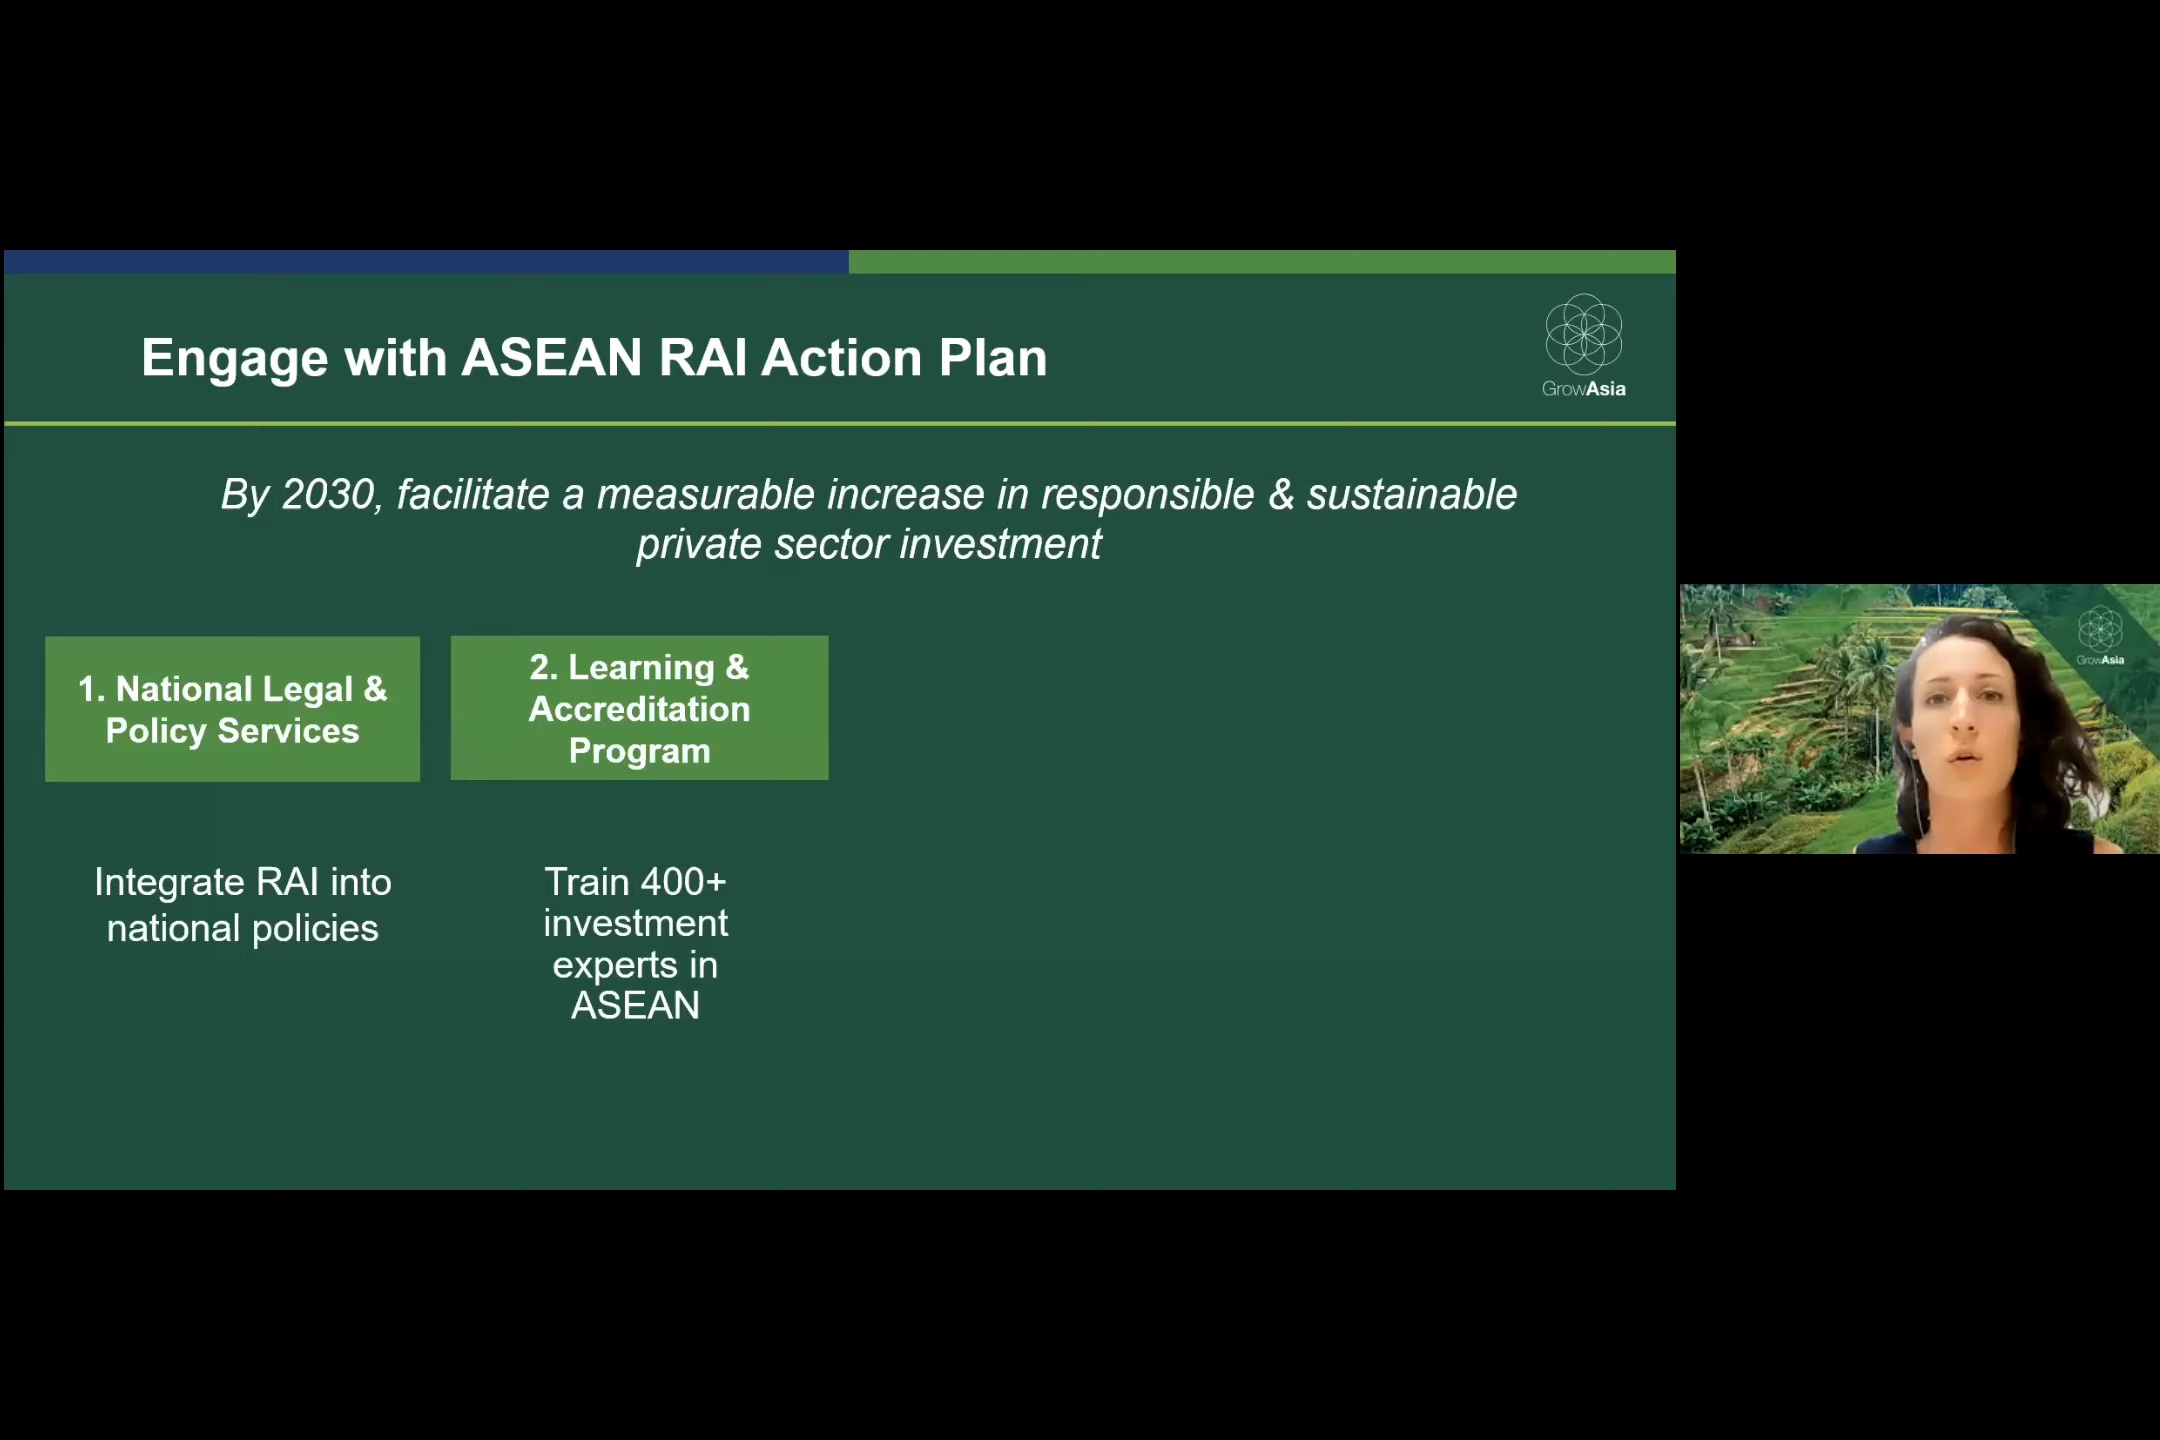 Engage with ASEAN RAI Action Plan
GrowAsia
By 2030, facilitate a measurable increase in responsible & sustainable
private sector investment
1. National Legal &
Policy Services
2. Learning &
Accreditation
Program
Integrate RAI into
national policies
Train 400+
investment
experts in
ASEAN
GrowAsia